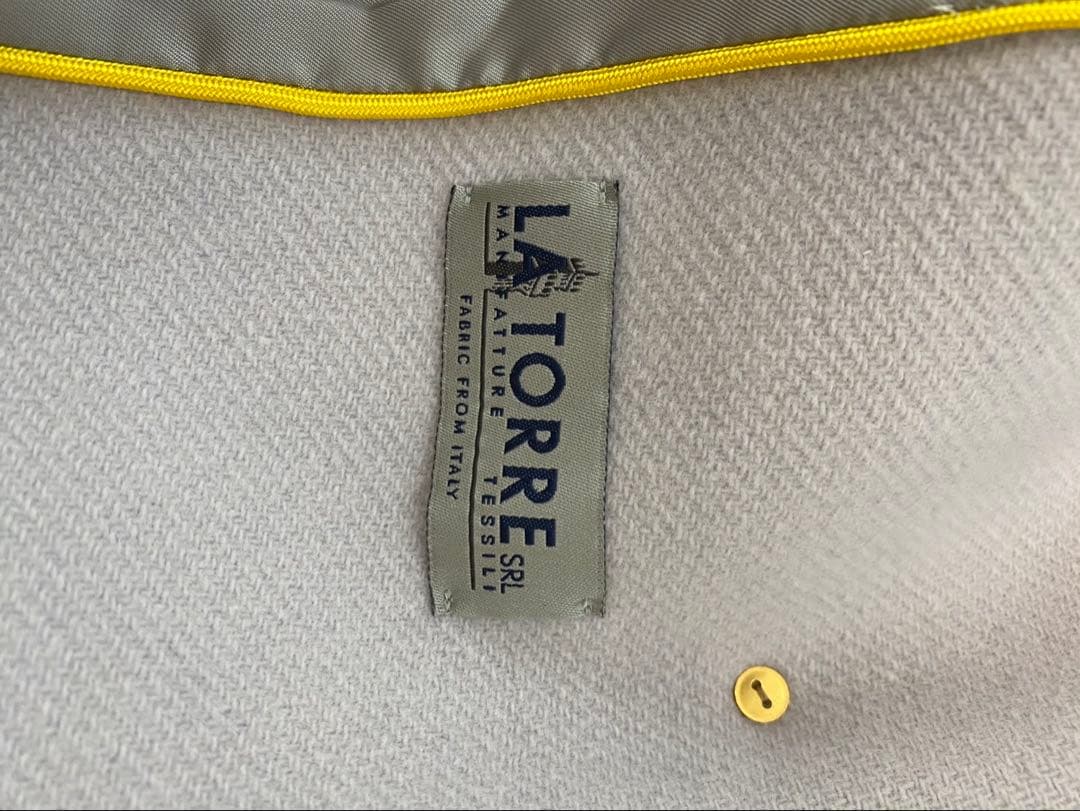 LA TORRE SRL
MANIFATTURE TESSILI
FABRIC FROM ITALY